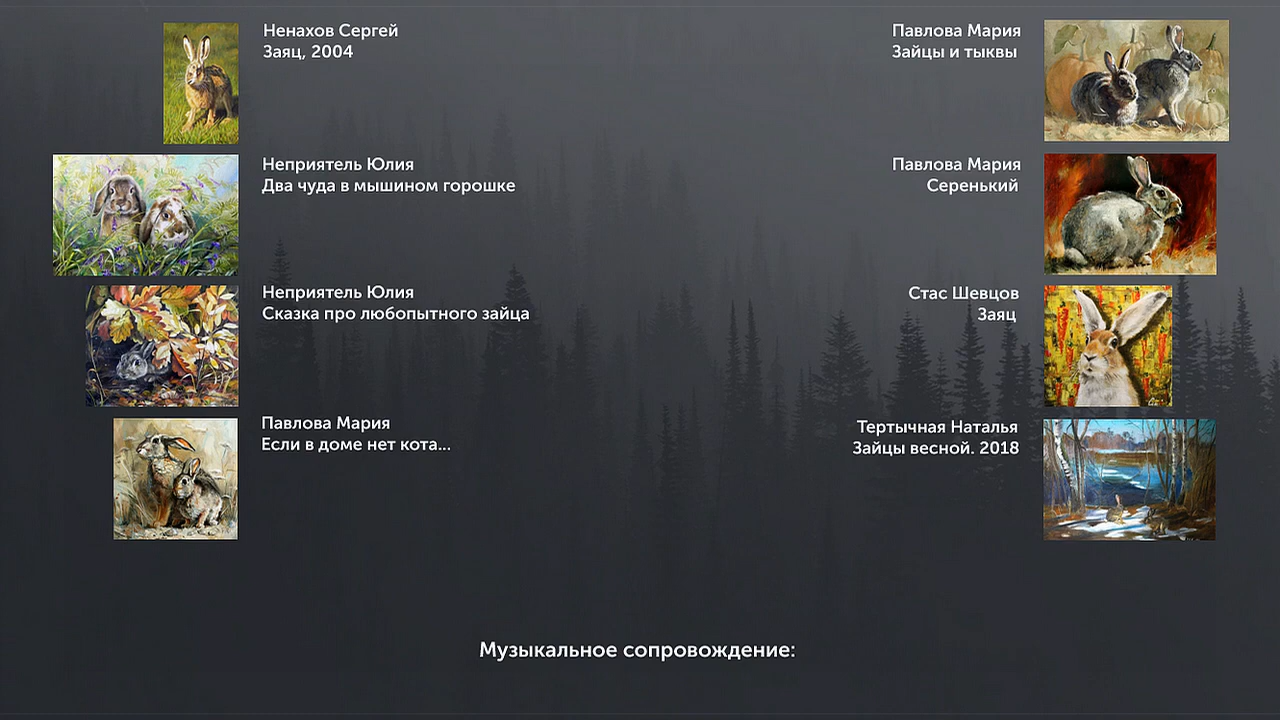 Ненахов Сергей
Заяц, 2004
Неприятель Юлия
Два чуда в мышином горошке
Неприятель Юлия
Сказка про любопытного зайца
Павлова Мария
Если в доме нет кота...
Павлова Мария
Зайцы и тыквы
Павлова Мария
Серенький
Стас Шевцов
Заяц
Тертычная Наталья
Зайцы весной. 2018
Музыкальное сопровождение: